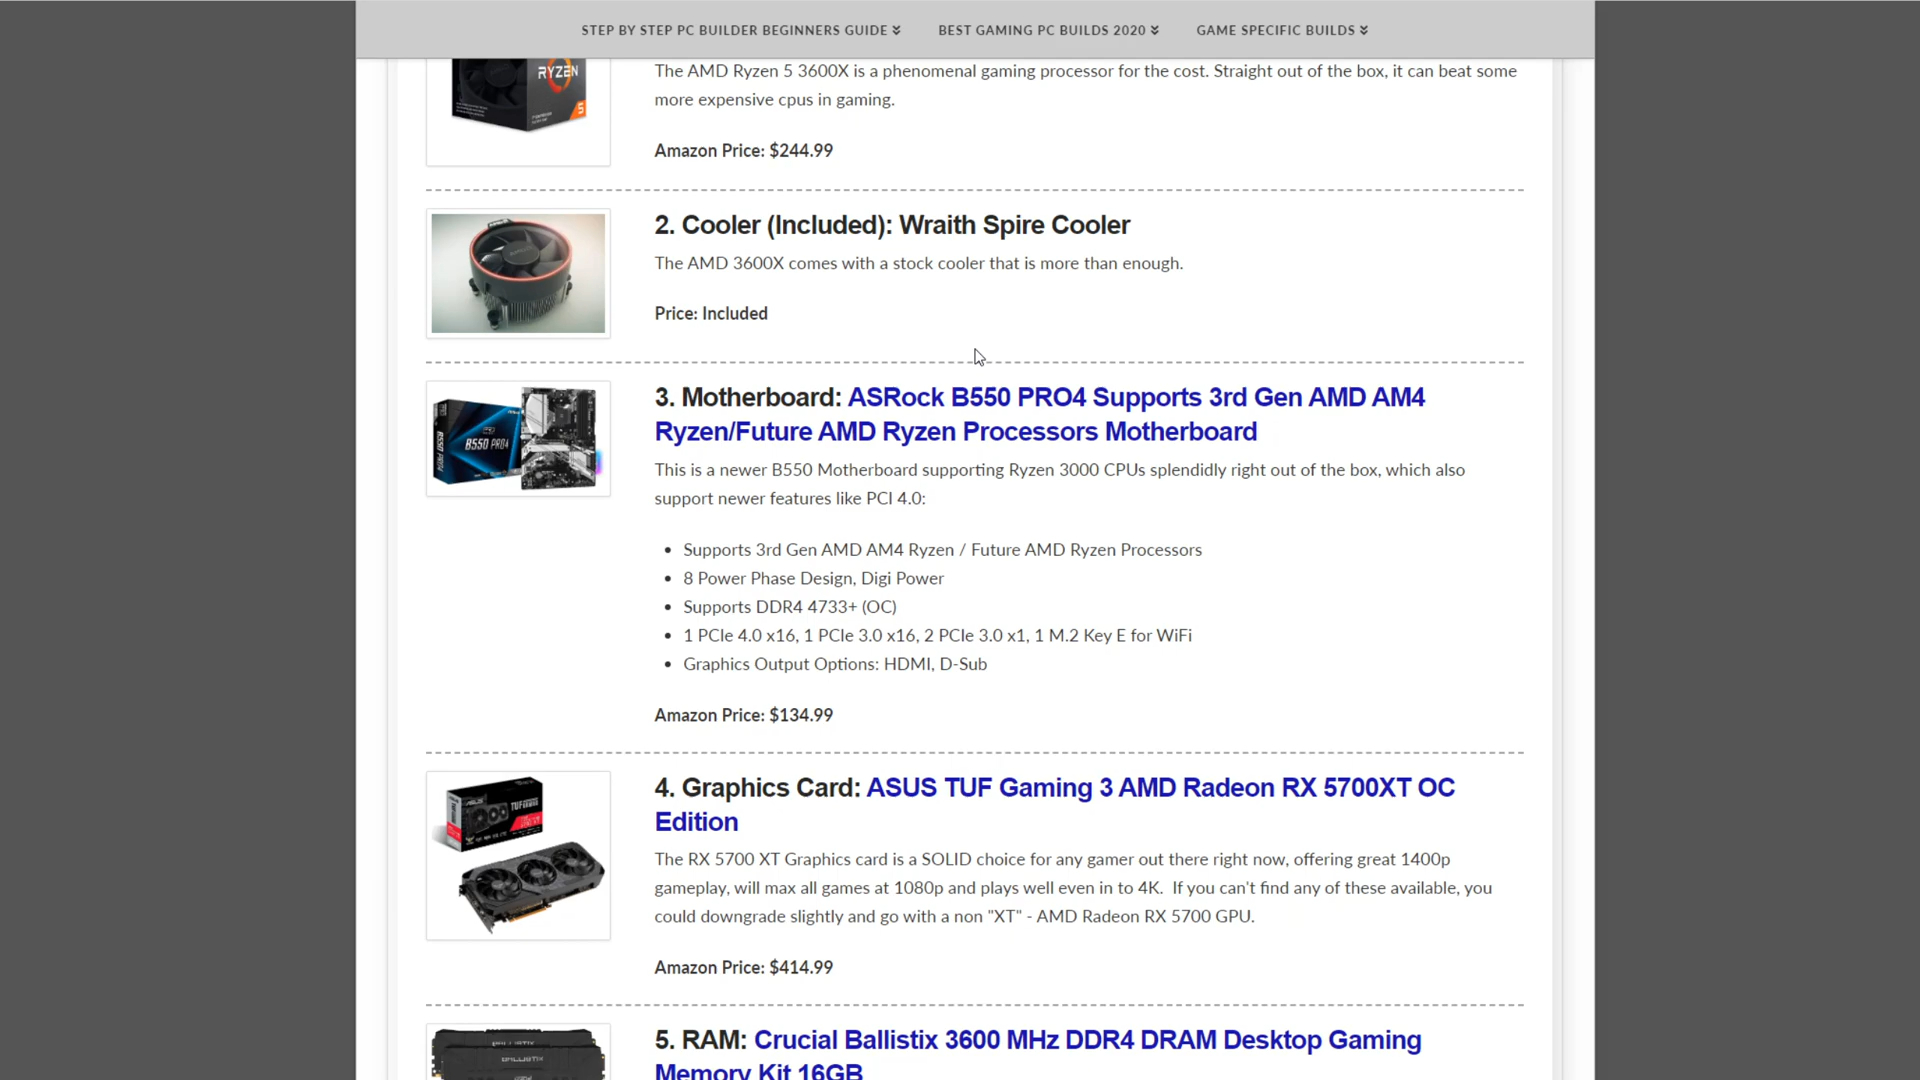 STEP BY STEP PC BUILDER BEGINNERS GUIDE
BEST GAMING PC BUILDS 2020
GAME SPECIFIC BUILDS
RYZEN
5
The AMD Ryzen 5 3600X is a phenomenal gaming processor for the cost. Straight out of the box, it can beat some
more expensive cpus in gaming.
Amazon Price: $244.99
2. Cooler (Included): Wraith Spire Cooler
The AMD 3600X comes with a stock cooler that is more than enough.
Price: Included
B550 PRO4
3. Motherboard: ASRock B550 PRO4 Supports 3rd Gen AMD AM4
Ryzen/Future AMD Ryzen Processors Motherboard
This is a newer B550 Motherboard supporting Ryzen 3000 CPUs splendidly right out of the box, which also
support newer features like PCI 4.0:
• Supports 3rd Gen AMD AM4 Ryzen / Future AMD Ryzen Processors
• 8 Power Phase Design, Digi Power
• Supports DDR4 4733+ (OC)
• 1 PCIe 4.0 x16, 1 PCIe 3.0 x16, 2 PCIe 3.0 x1, 1 M.2 Key E for WiFi
• Graphics Output Options: HDMI, D-Sub
Amazon Price: $134.99
4. Graphics Card: ASUS TUF Gaming 3 AMD Radeon RX 5700XT OC
Edition
The RX 5700 XT Graphics card is a SOLID choice for any gamer out there right now, offering great 1400p
gameplay, will max all games at 1080p and plays well even in to 4K. If you can't find any of these available, you
could downgrade slightly and go with a non "XT" - AMD Radeon RX 5700 GPU.
Amazon Price: $414.99
BALLISTIX
5. RAM: Crucial Ballistix 3600 MHz DDR4 DRAM Desktop Gaming
Memory Kit 16GB